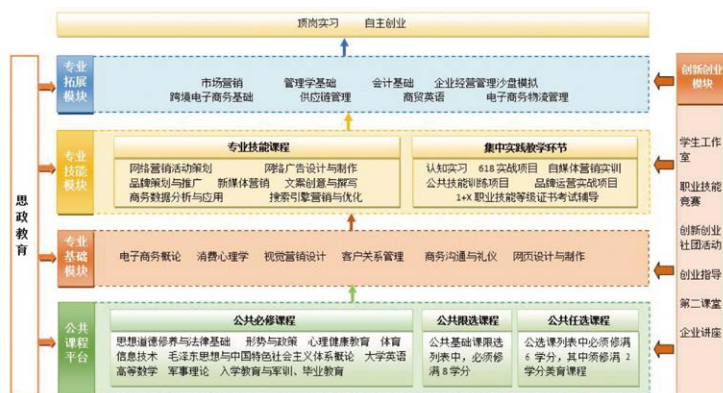 顶岗实习 自主创业
思政教育
专业
拓展
模块
市场营销 管理学基础 会计基础 企业经营管理沙盘模拟
跨境电子商务基础 供应链管理 商贸英语 电子商务物流管理
专业
技能
模块
专业技能课程
网络营销活动策划 网络广告设计与制作
品牌策划与推广 新媒体营销 文案创意与撰写
商务数据分析与应用 搜索引擎营销与优化
集中实践教学环节
认知实习 618实战项目 自媒体营销实训
公共技能训练项目 品牌运营实战项目
1+X职业技能等级证书考试辅导
专业
基础
模块
电子商务概论 消费心理学 视觉营销设计 客户关系管理 商务沟通与礼仪 网页设计与制作
公共
课程
平台
公共必修课程
思想道德修养与法律基础 形势与政策 心理健康教育 体育
信息技术 毛泽东思想与中国特色社会主义体系概论 大学英语
高等数学 军事理论 入学教育与军训、毕业教育
公共限选课程
公共基础课限选
列表中，必须修
满8学分
公共任选课程
公选课列表中必须修满
6学分，其中须修满2
学分美育课程
创新创业
模块
学生工作
室
职业技能
竞赛
创新创业
社团活动
创业指导
第二课堂
企业讲座